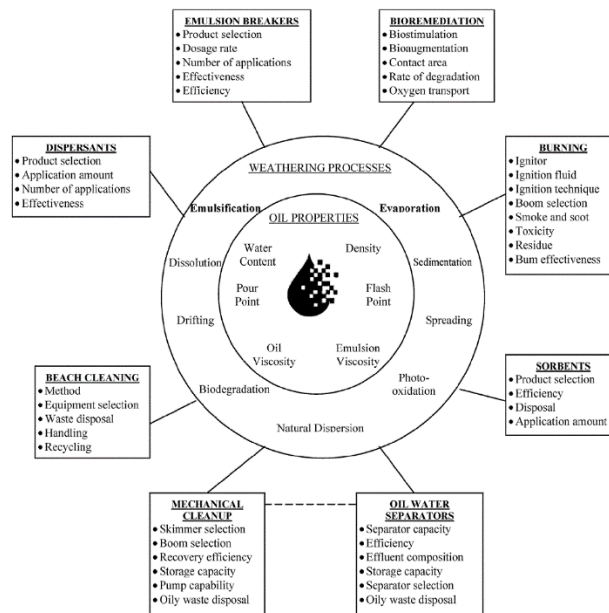 EMULSION BREAKERS
• Product selection
• Dosage rate
• Number of applications
• Effectiveness
• Efficiency
BIOREMEDIATION
• Biostimulation
• Bioaugmentation
• Contact area
• Rate of degradation
• Oxygen transport
DISPERSANTS
• Product selection
• Application amount
• Number of applications
• Effectiveness
BURNING
• Ignitor
• Ignition fluid
• Ignition technique
• Boom selection
• Smoke and soot
• Toxicity
• Residue
• Bum effectiveness
WEATHERING PROCESSES
Emulsification
Evaporation
Dissolution
Sedimentation
Drifting
Spreading
Biodegradation
Photo-
oxidation
Natural Dispersion
OIL PROPERTIES
Water
Content
Density
Pour
Point
Flash
Point
Oil
Viscosity
Emulsion
Viscosity
BEACH CLEANING
• Method
• Equipment selection
• Waste disposal
• Handling
• Recycling
SORBENTS
• Product selection
• Efficiency
• Disposal
• Application amount
MECHANICAL
CLEANUP
• Skimmer selection
• Boom selection
• Recovery efficiency
• Storage capacity
• Pump capability
• Oily waste disposal
OIL WATER
SEPARATORS
• Separator capacity
• Efficiency
• Effluent composition
• Storage capacity
• Separator selection
• Oily waste disposal